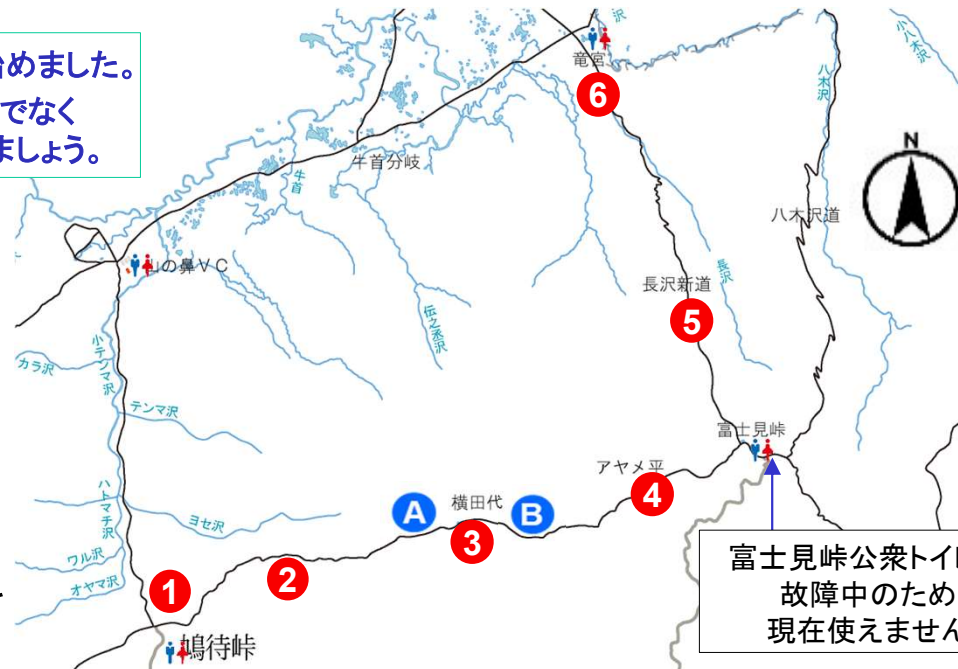 始めました。
でなく
ましょう。
沢
竜宮
6
小八木沢
八木沢
N
牛首分岐
牛首
八木沢道
山の鼻VC
長沢
長沢新道
伝之丞沢
5
小テンマ沢
カラ沢
テンマ沢
富士見峠
アヤメ平
4
ハトマチ沢
ヨセ沢
A
横田代
B
3
ワル沢
オヤマ沢
1
2
鳩待峠
富士見峠公衆トイレ
故障中のため
現在使えません